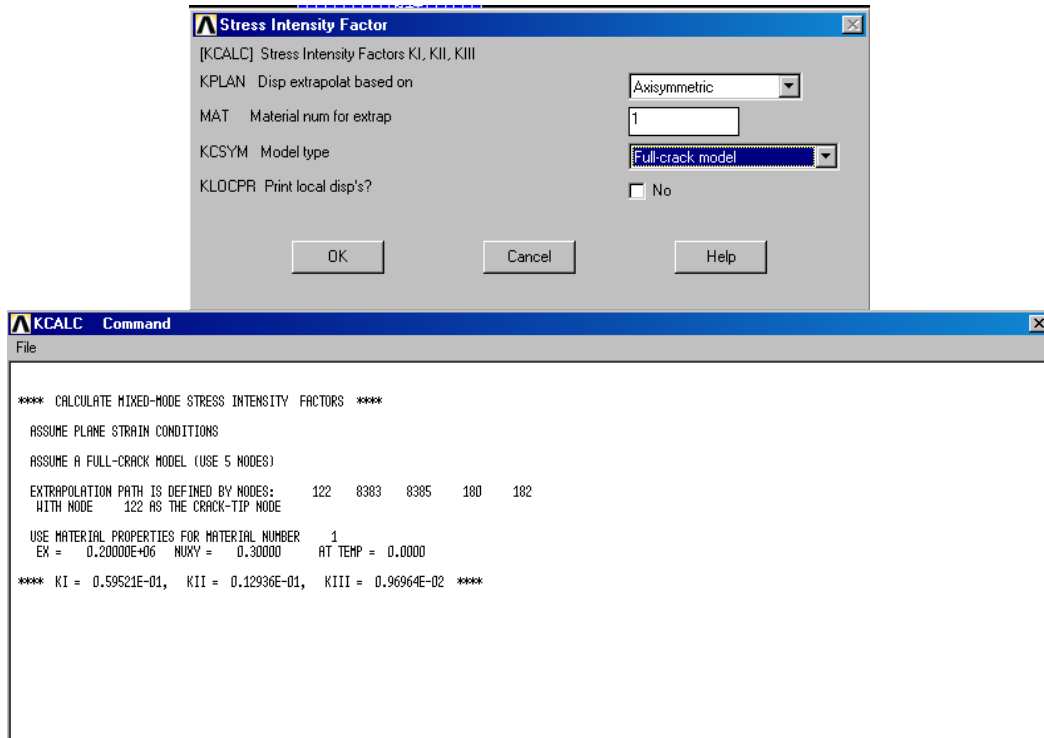 Stress Intensity Factor
[KCALC] Stress Intensity Factors KI, KII, KIII
KPLAN Disp extrapolat based on
Axisymmetric
MAT Material num for extrap
1
KCSYM Model type
Full-crack model
KLOCPR Print local disp's?
No
OK Cancel Help
KCALC Command
File
**** CALCULATE MIXED-MODE STRESS INTENSITY FACTORS ****
ASSUME PLANE STRAIN CONDITIONS
ASSUME A FULL-CRACK MODEL (USE 5 NODES)
EXTRAPOLATION PATH IS DEFINED BY NODES: 122 8383 8385 180 182
WITH NODE 122 AS THE CRACK-TIP NODE
USE MATERIAL PROPERTIES FOR MATERIAL NUMBER 1
EX = 0.20000E+06 NUXY = 0.30000 AT TEMP = 0.0000
**** KI = 0.59521E-01, KII = 0.12936E-01, KIII = 0.96964E-02 ****